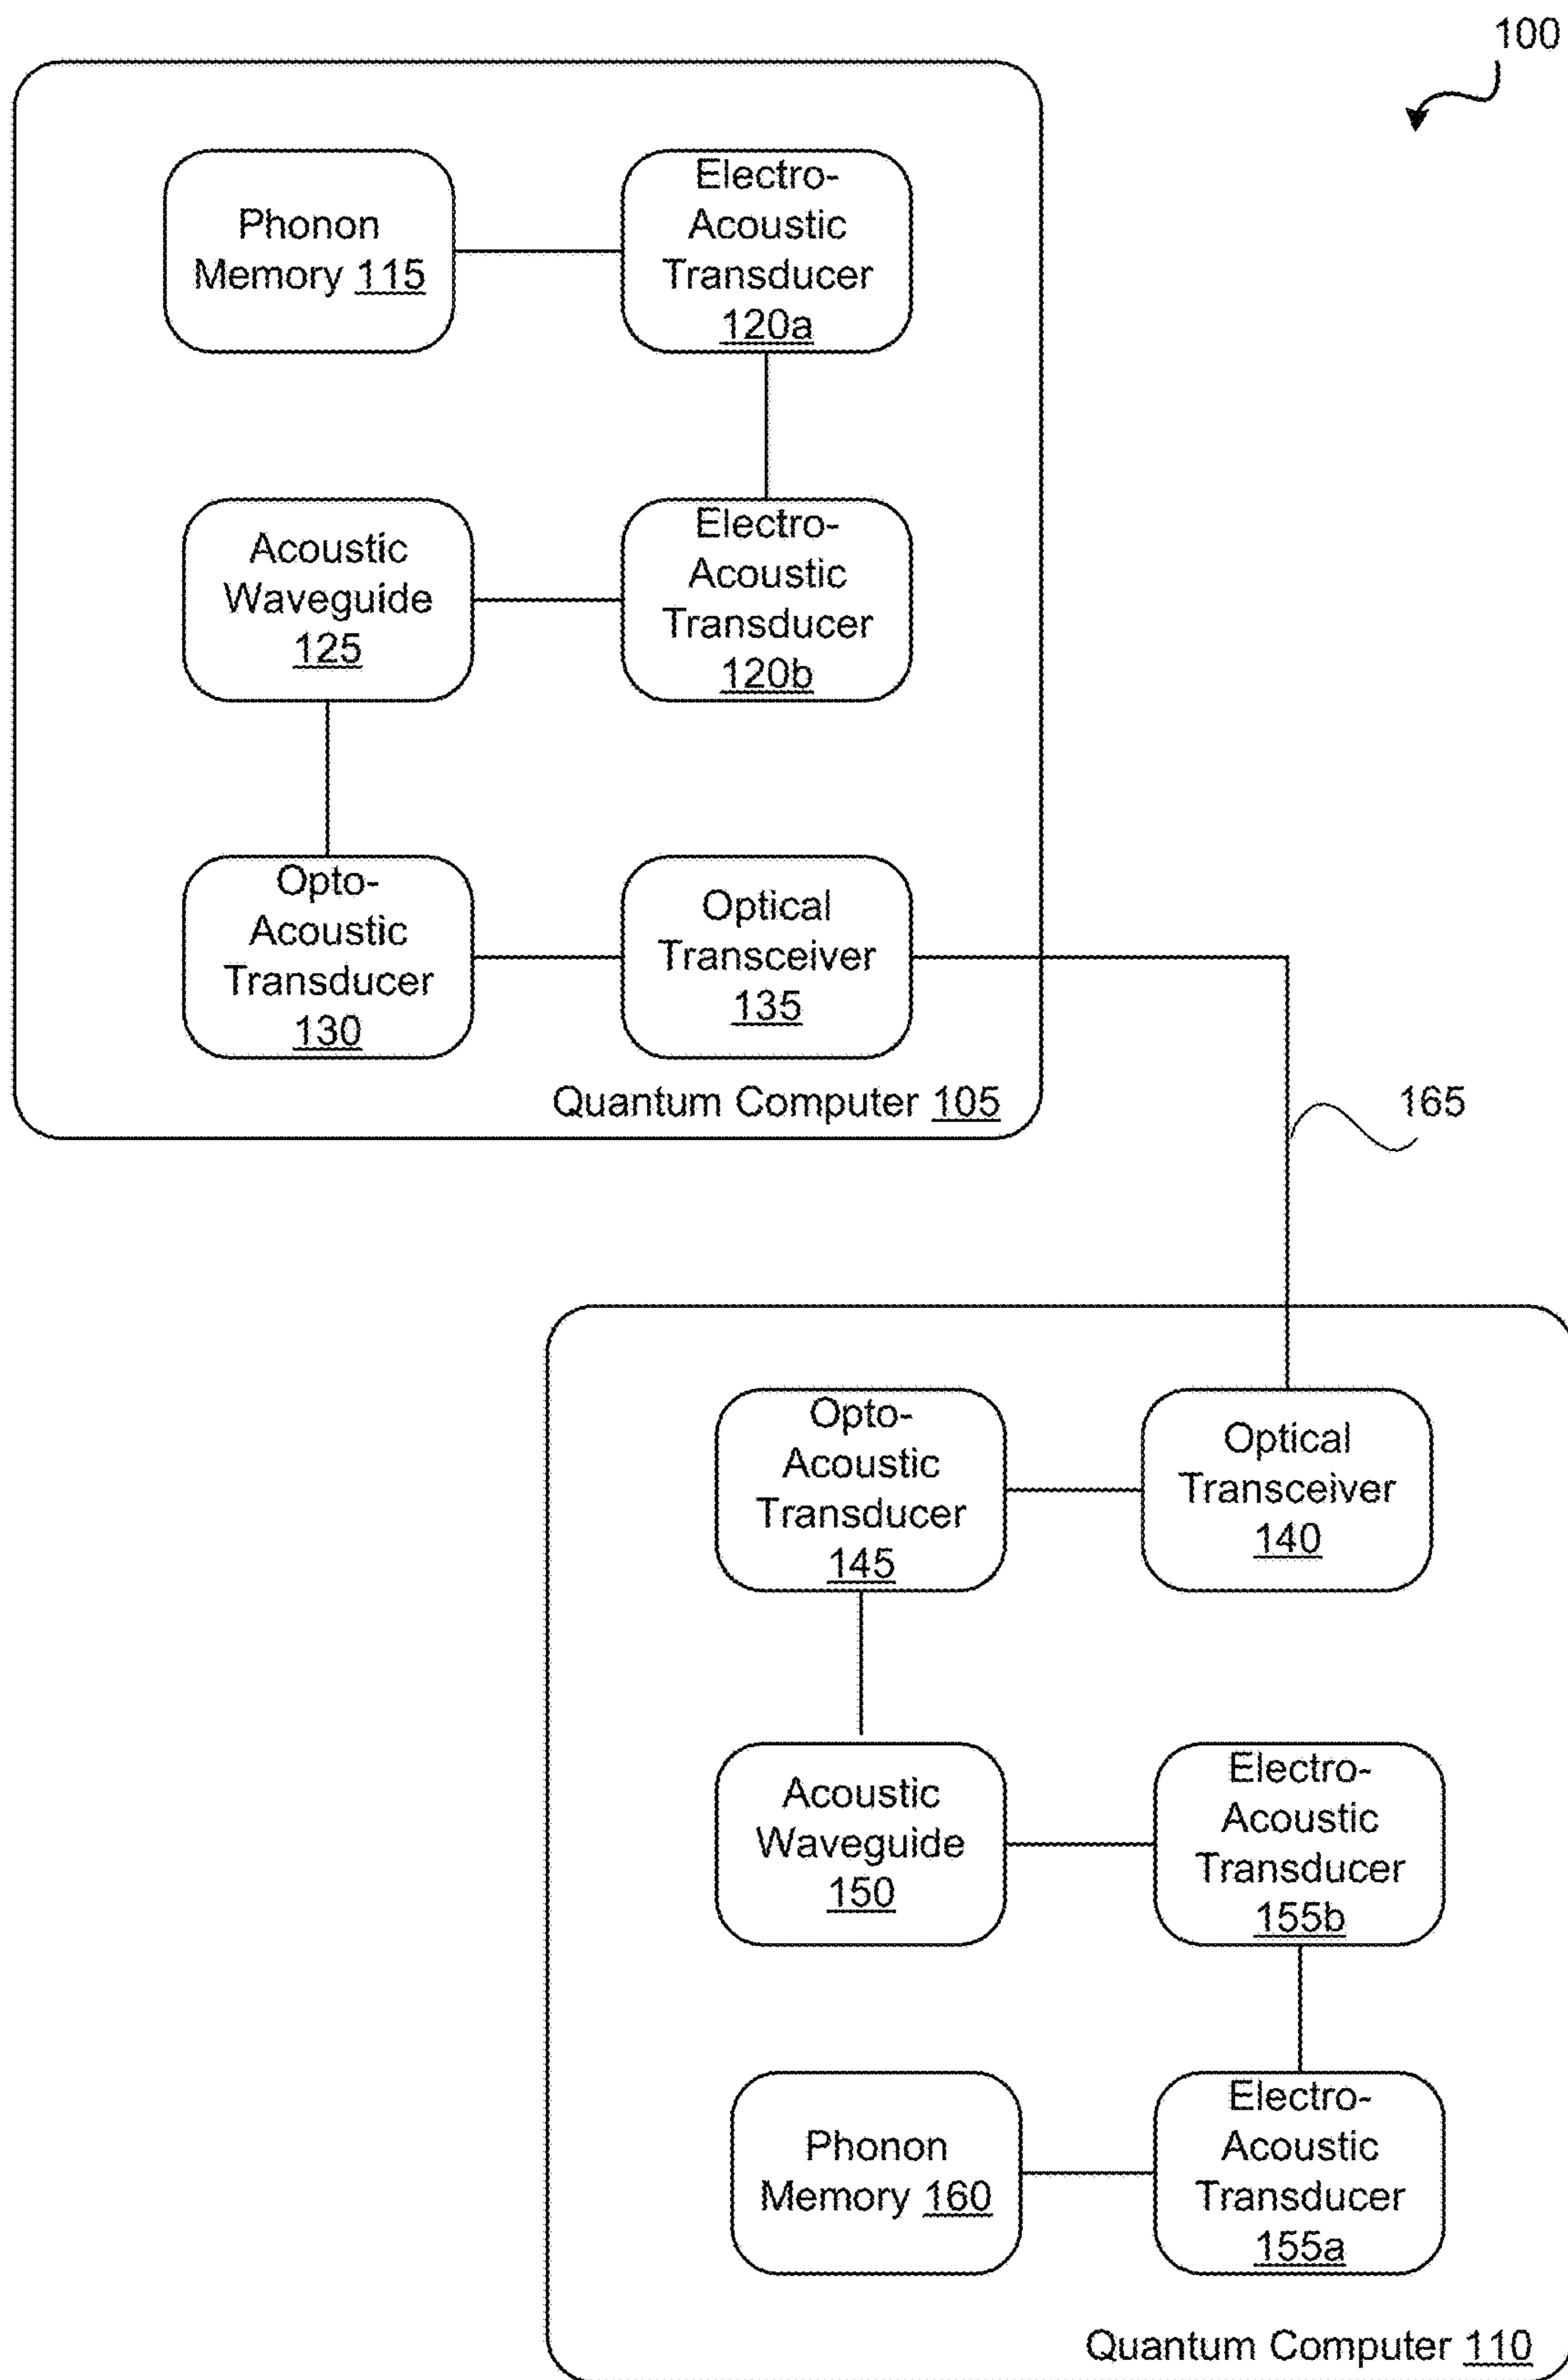 100
Phonon
Memory 115
Electro-
Acoustic
Transducer
120a
Acoustic
Waveguide
125
Electro-
Acoustic
Transducer
120b
Opto-
Acoustic
Transducer
130
Optical
Transceiver
135
Quantum Computer 105
165
Opto-
Acoustic
Transducer
145
Optical
Transceiver
140
Acoustic
Waveguide
150
Electro-
Acoustic
Transducer
155b
Phonon
Memory 160
Electro-
Acoustic
Transducer
155a
Quantum Computer 110